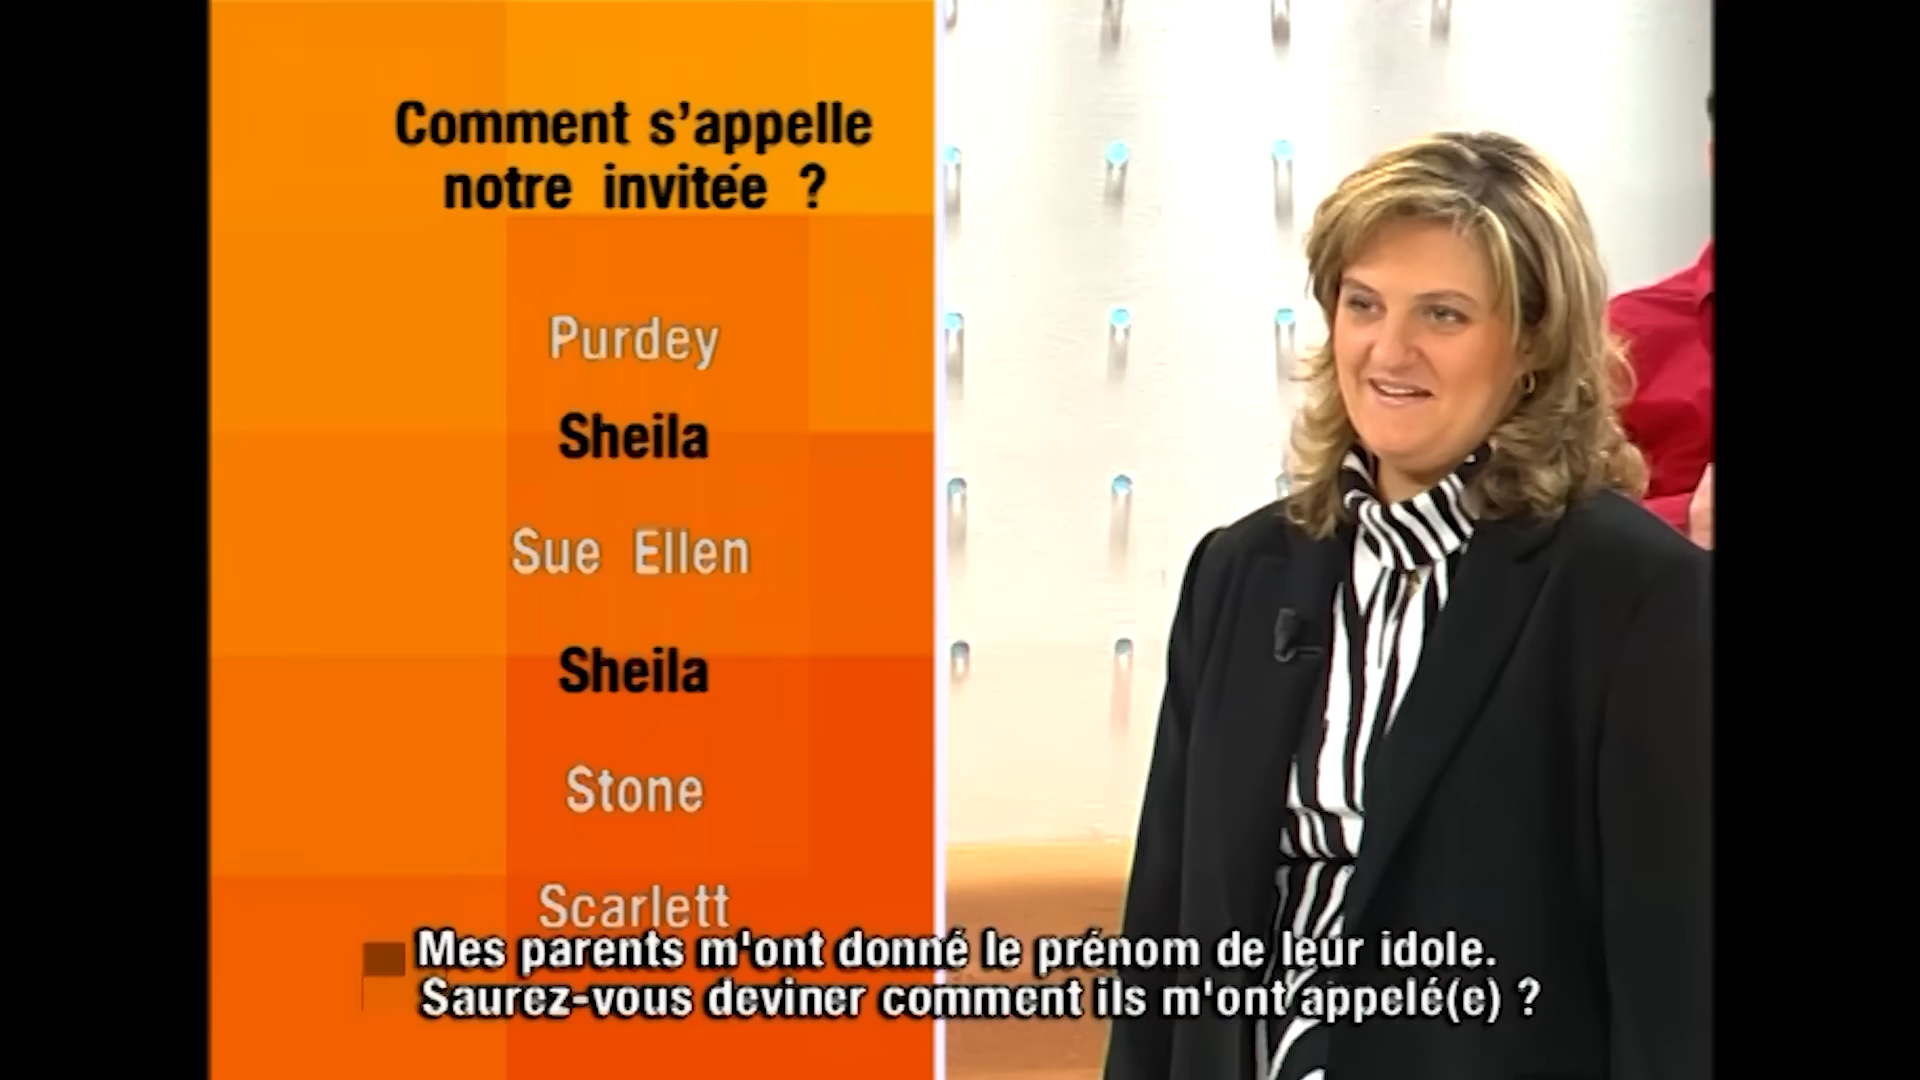 Comment s'appelle
notre invitée ?
Purdey
Sheila
Sue Ellen
Sheila
Stone
Scarlett
Mes parents m'ont donné le prénom de leur idole.
Saurez-vous deviner comment ils m'ont appelé(e) ?